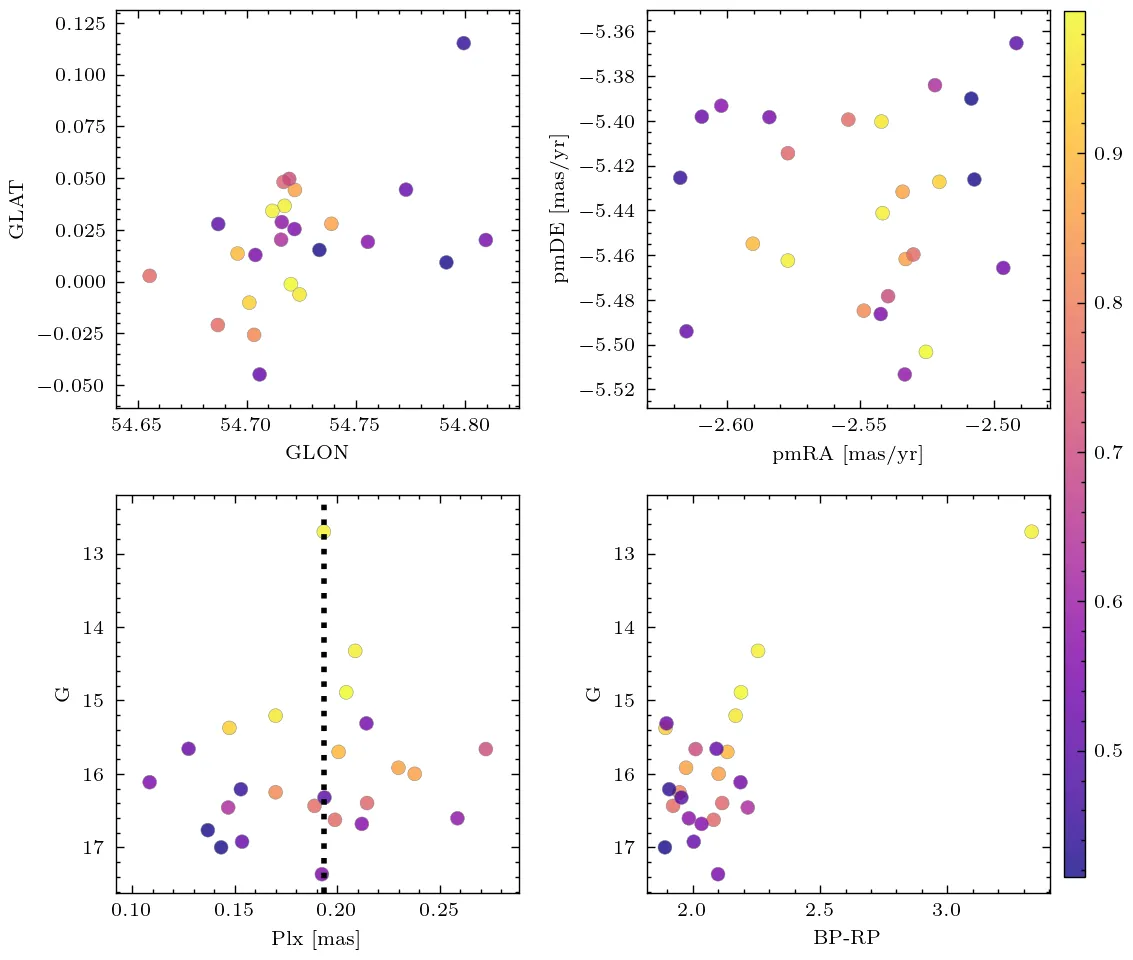 0.125
0.100
0.075
0.050
0.025
0.000
−0.025
−0.050
GLAT
54.65 54.70 54.75 54.80
GLON
−5.36
−5.38
−5.40
−5.42
−5.44
−5.46
−5.48
−5.50
−5.52
pmDE [mas/yr]
−2.60 −2.55 −2.50
pmRA [mas/yr]
0.9
0.8
0.7
0.6
0.5
13
14
15
16
17
G
0.10 0.15 0.20 0.25
Plx [mas]
13
14
15
16
17
G
2.0 2.5 3.0
BP-RP